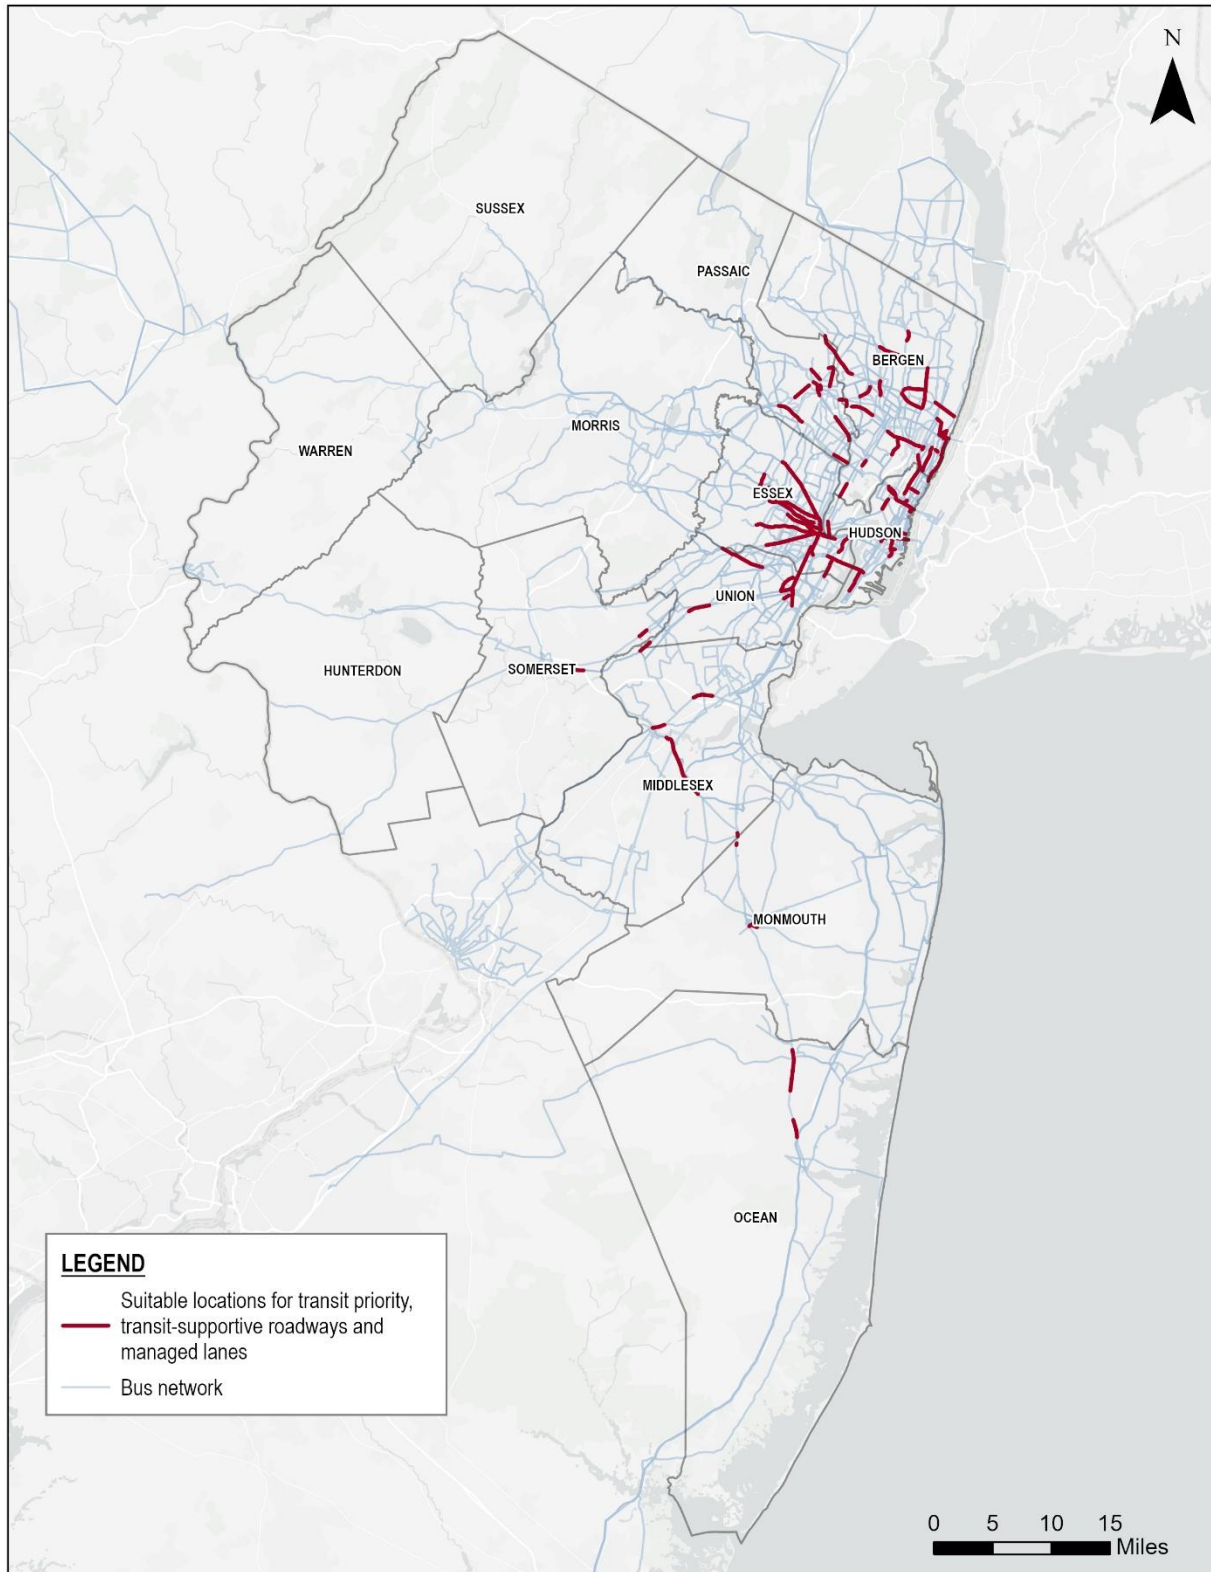 N
SUSSEX
PASSAIC
BERGEN
MORRIS
WARREN
ESSEX
HUDSON
UNION
HUNTERDON
SOMERSET
MIDDLESEX
MONMOUTH
OCEAN
LEGEND
Suitable locations for transit priority,
transit-supportive roadways and
managed lanes
Bus network
0 5 10 15
Miles